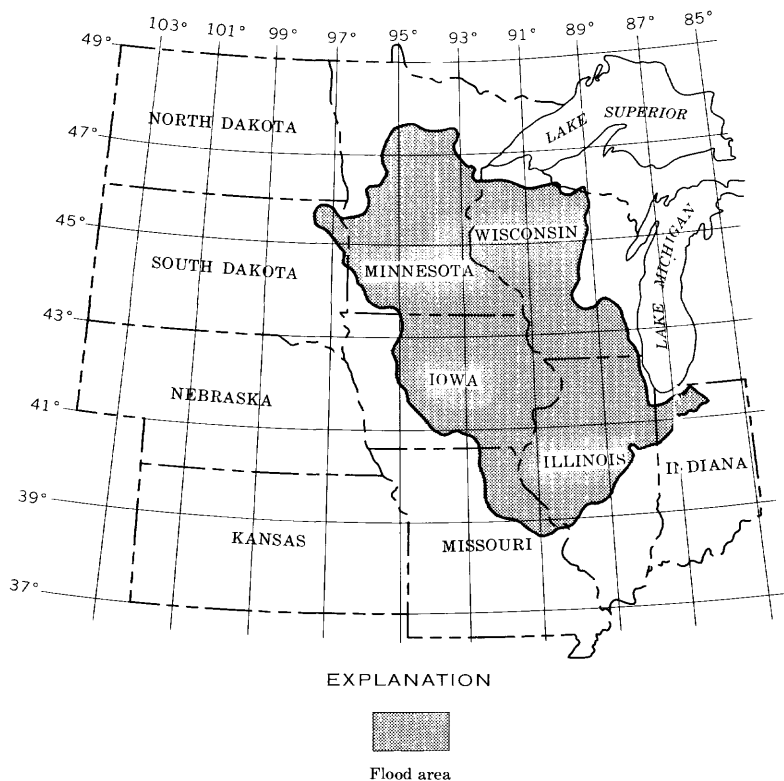 103° 101° 99° 97° 95° 93° 91° 89° 87° 85°
49°
NORTH DAKOTA
LAKE SUPERIOR
47°
45°
WISCONSIN
SOUTH DAKOTA
MINNESOTA
LAKE MICHIGAN
43°
IOWA
NEBRASKA
41°
ILLINOIS
INDIANA
39°
KANSAS
MISSOURI
37°
EXPLANATION
Flood area